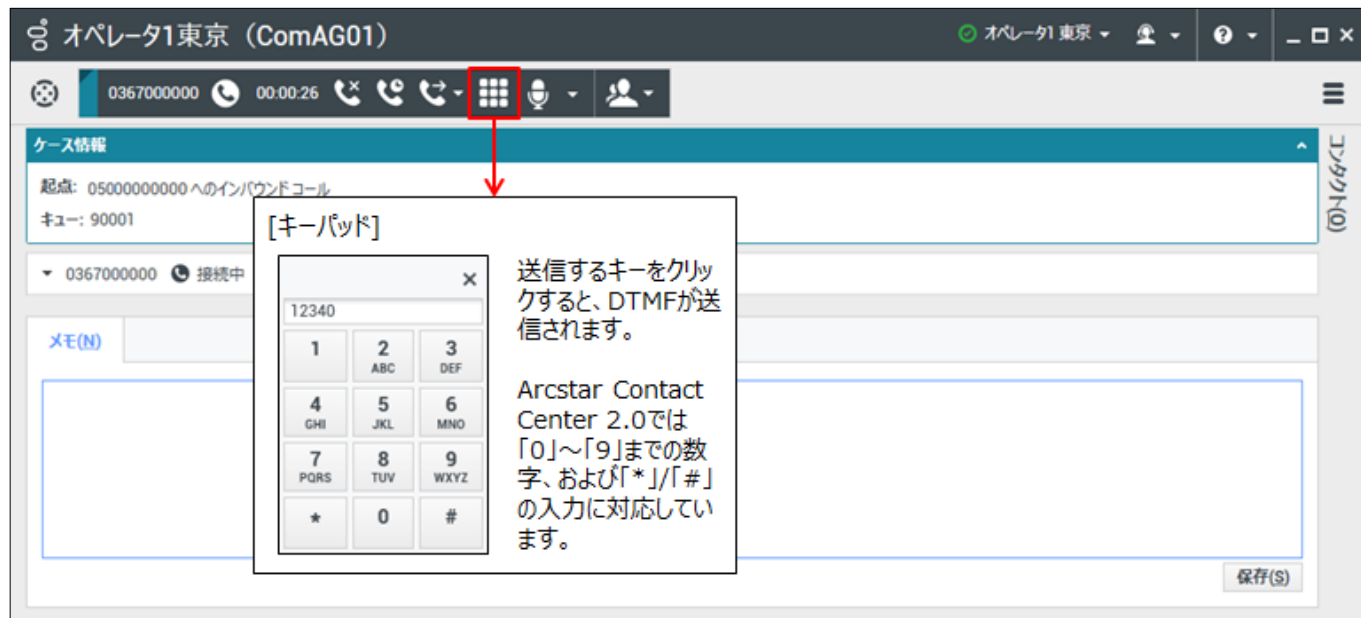 オペレータ1東京（ComAG01）
オペレータ1 東京
0367000000 00:00:26
ケース情報
起点: 05000000000 へのインバウンド コール
キュー: 90001
0367000000 接続中
コンタクト(O)
メモ(N)
[キーパッド]
12340
1 2 3
ABC DEF
4 5 6
GHI JKL MNO
7 8 9
PQRS TUV WXYZ
* 0 #
送信するキーをクリッ
クすると、DTMFが送
信されます。
Arcstar Contact
Center 2.0では
「0」～「9」までの数
字、および「*」/「#」
の入力に対応してい
ます。
保存(S)